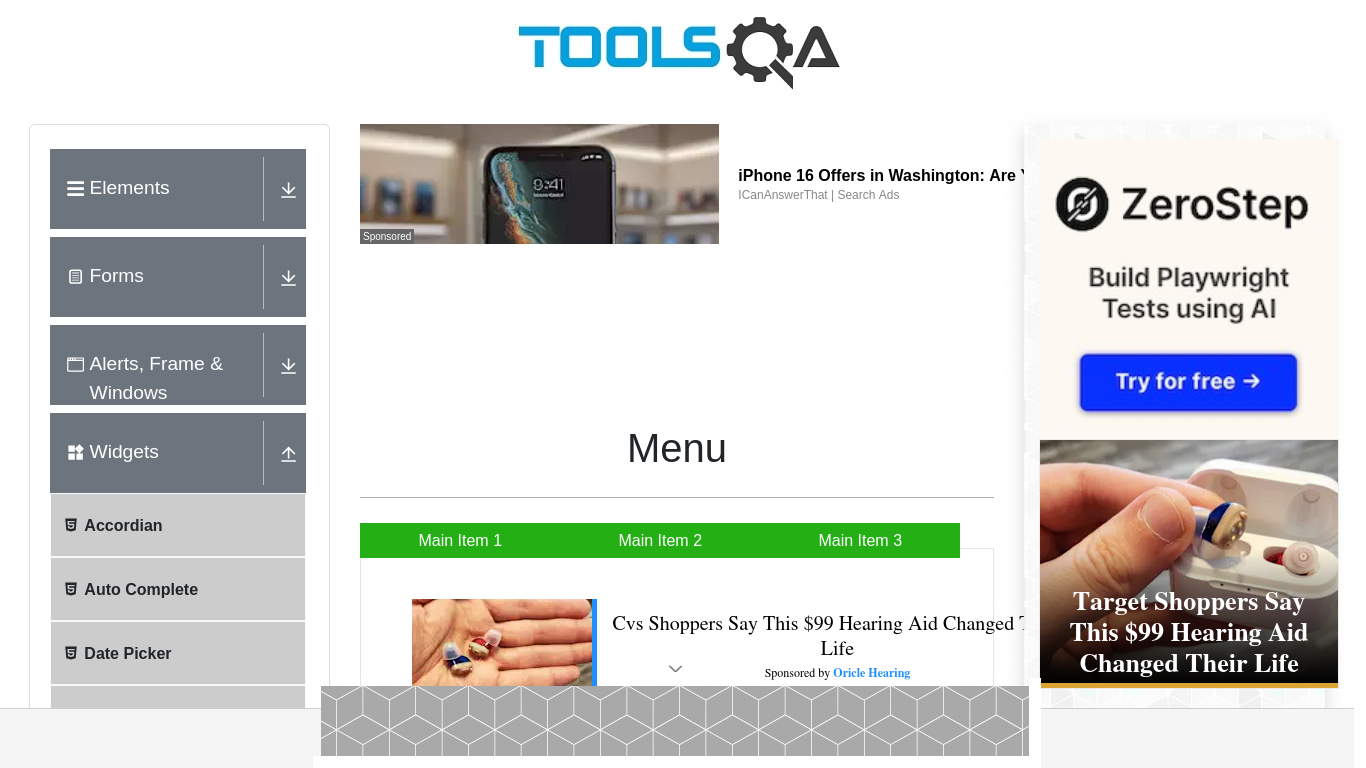 TOOLSQA
Elements
Forms
Alerts, Frame &
Windows
Widgets
Accordian
Auto Complete
Date Picker
9:41
Sponsored
iPhone 16 Offers in Washington: Are
ICanAnswerThat | Search Ads
Menu
Main Item 1
Main Item 2
Main Item 3
Cvs Shoppers Say This $99 Hearing Aid Changed
Life
Sponsored by Oricle Hearing
ZeroStep
Build Playwright
Tests using AI
Try for free →
Target Shoppers Say
This $99 Hearing Aid
Changed Their Life